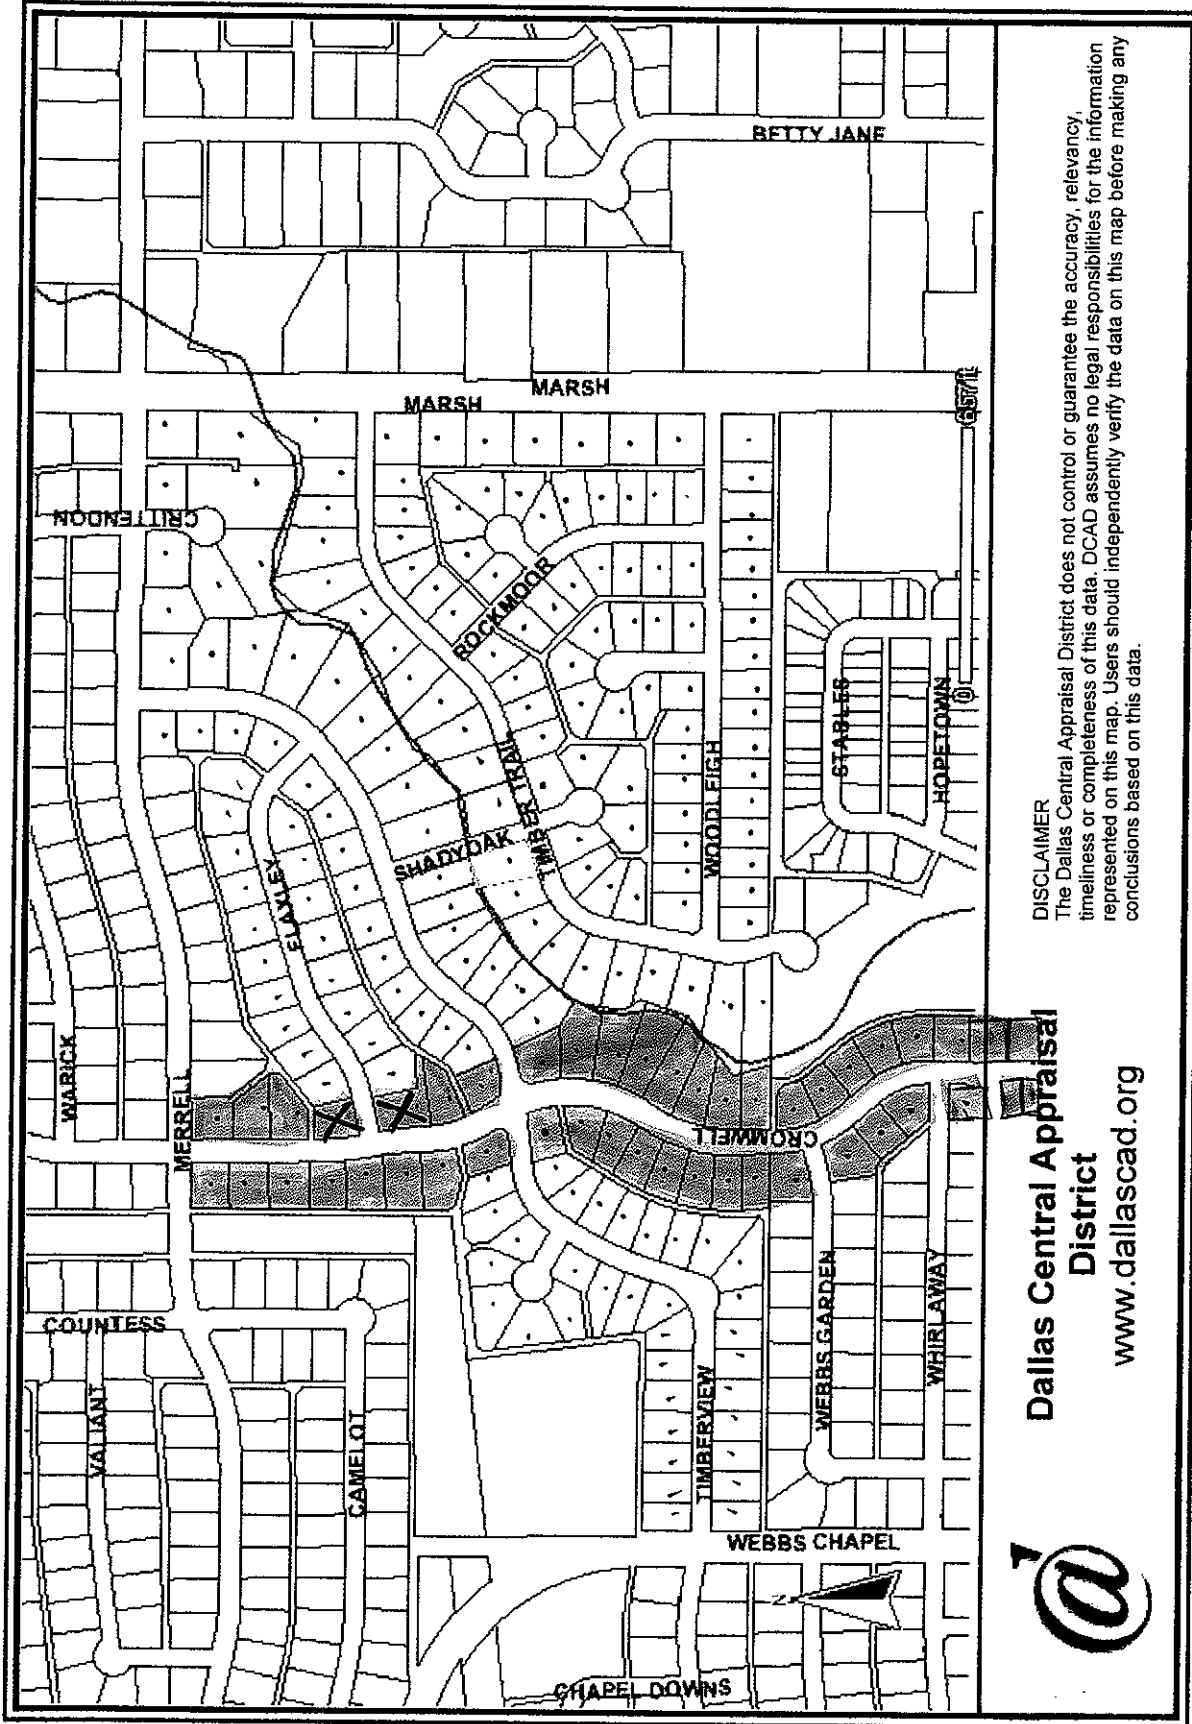 WARICK
MERRELL
COUNTESS
VALIANT
CAMELOT
CRITTENDON
FLAXLEY
SHADYOAK
TIMBER TRAIL
ROCKMOOR
MARSH
MARSH
BETTY JANE
WOODLEIGH
STABLES
HOPETOWN
0
CROMWELL
WEBBS GARDEN
WHIRLAWAY
TIMBERVIEW
WEBBS CHAPEL
CHAPEL DOWNS
N
@
Dallas Central Appraisal
District
www.dallascad.org
DISCLAIMER
The Dallas Central Appraisal District does not control or guarantee the accuracy, relevancy,
timeliness or completeness of this data. DCAD assumes no legal responsibilities for the information
represented on this map. Users should independently verify the data on this map before making any
conclusions based on this data.